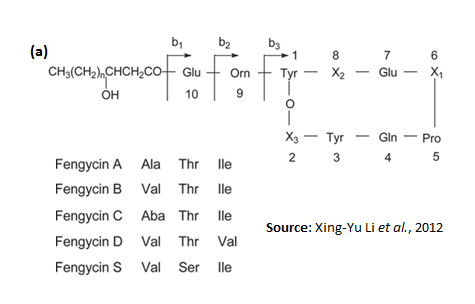 (a)
b₁ b₂ b₃
1 8 7 6
CH₃(CH₂)ₙCHCH₂CO Glu Orn Tyr X₂ Glu X₁
OH 10 9 O
X₃ Tyr Gln Pro
2 3 4 5
Fengycin A Ala Thr Ile
Fengycin B Val Thr Ile
Fengycin C Aba Thr Ile
Fengycin D Val Thr Val
Fengycin S Val Ser Ile
Source: Xing-Yu Li et al., 2012